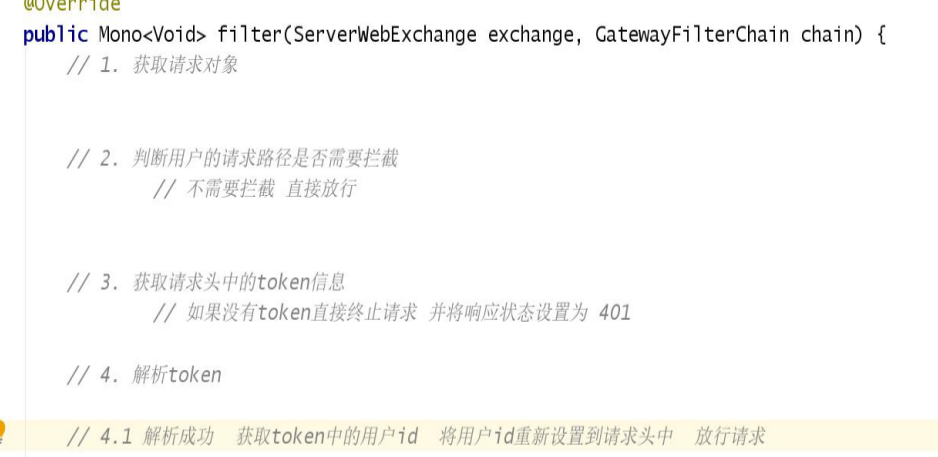 @Override
public Mono<Void> filter(ServerWebExchange exchange, GatewayFilterChain chain) {
// 1. 获取请求对象
// 2. 判断用户的请求路径是否需要拦截
// 不需要拦截 直接放行
// 3. 获取请求头中的token信息
// 如果没有token直接终止请求 并将响应状态设置为 401
// 4. 解析token
// 4.1 解析成功 获取token中的用户id 将用户id重新设置到请求头中 放行请求